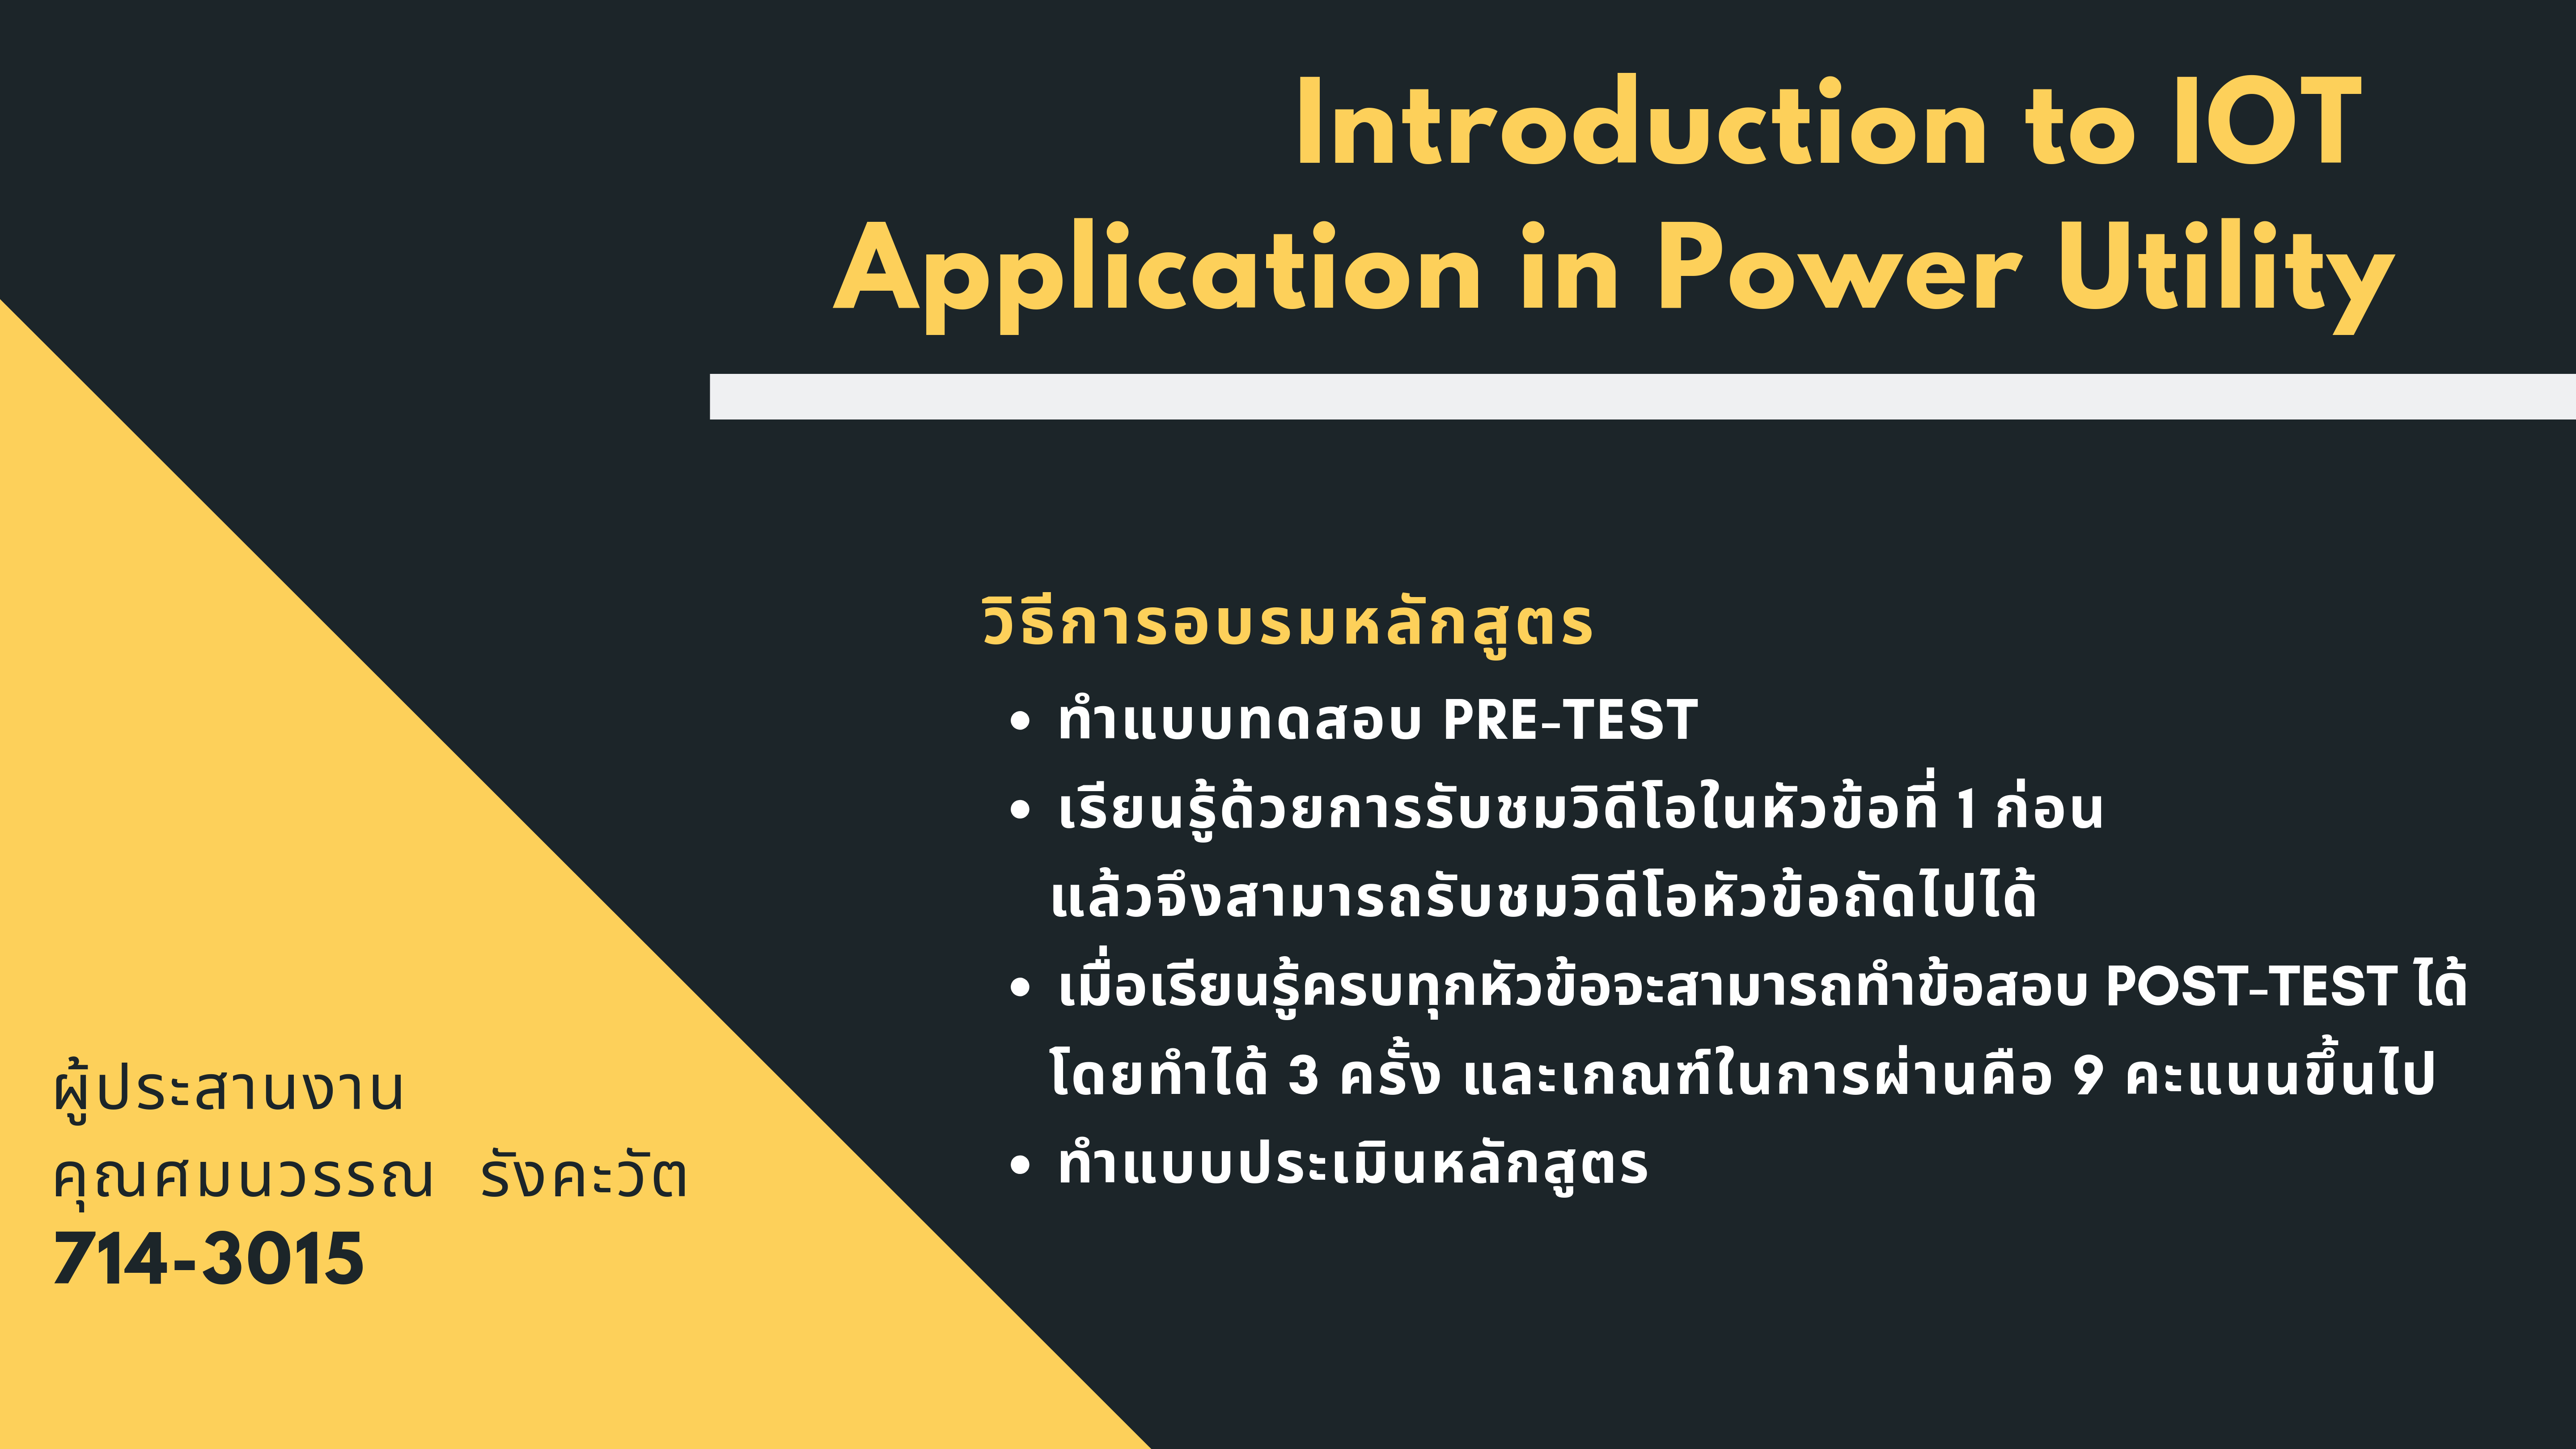 Introduction to IOT
Application in Power Utility
วิธีการอบรมหลักสูตร
• ทำแบบทดสอบ PRE-TEST
• เรียนรู้ด้วยการรับชมวิดีโอในหัวข้อที่ 1 ก่อน
แล้วจึงสามารถรับชมวิดีโอหัวข้อถัดไปได้
• เมื่อเรียนรู้ครบทุกหัวข้อจะสามารถทำข้อสอบ POST-TEST ได้
โดยทำได้ 3 ครั้ง และเกณฑ์ในการผ่านคือ 9 คะแนนขึ้นไป
• ทำแบบประเมินหลักสูตร
ผู้ประสานงาน
คุณศมนวรรณ รังคะวัต
714-3015